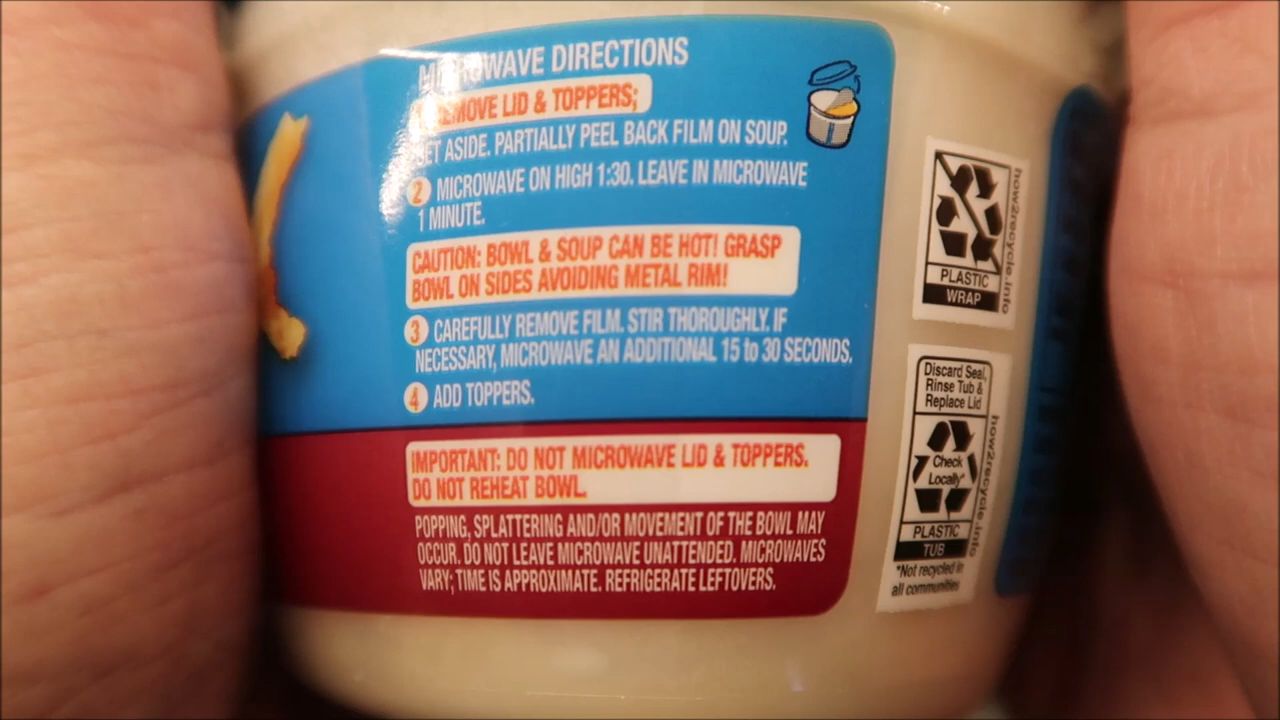 MICROWAVE DIRECTIONS
REMOVE LID & TOPPERS;
SET ASIDE. PARTIALLY PEEL BACK FILM ON SOUP.
2 MICROWAVE ON HIGH 1:30. LEAVE IN MICROWAVE
1 MINUTE.
CAUTION: BOWL & SOUP CAN BE HOT! GRASP
BOWL ON SIDES AVOIDING METAL RIM!
3 CAREFULLY REMOVE FILM. STIR THOROUGHLY. IF
NECESSARY, MICROWAVE AN ADDITIONAL 15 to 30 SECONDS.
4 ADD TOPPERS.
IMPORTANT: DO NOT MICROWAVE LID & TOPPERS.
DO NOT REHEAT BOWL.
POPPING, SPLATTERING AND/OR MOVEMENT OF THE BOWL MAY
OCCUR. DO NOT LEAVE MICROWAVE UNATTENDED. MICROWAVES
VARY; TIME IS APPROXIMATE. REFRIGERATE LEFTOVERS.
PLASTIC
WRAP
how2recycle.info
Discard Seal,
Rinse Tub &
Replace Lid
Check
Locally*
PLASTIC
TUB
how2recycle.info
*Not recycled in
all communities